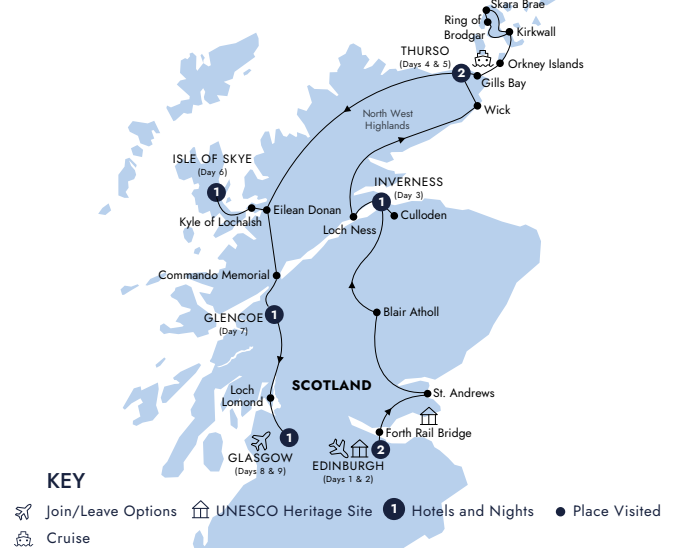 Skara Brae
Ring of
Brodgar
Kirkwall
THURSO
(Days 4 & 5)
2
Orkney Islands
Gills Bay
Wick
North West
Highlands
ISLE OF SKYE
(Day 6)
1
Kyle of Lochalsh
Eilean Donan
INVERNESS
(Day 3)
1
Culloden
Loch Ness
Commando Memorial
GLENCOE
(Day 7)
1
Blair Atholl
SCOTLAND
Loch
Lomond
St. Andrews
1
GLASGOW
(Days 8 & 9)
Forth Rail Bridge
2
EDINBURGH
(Days 1 & 2)
KEY
Join/Leave Options
UNESCO Heritage Site
1 Hotels and Nights
Place Visited
Cruise